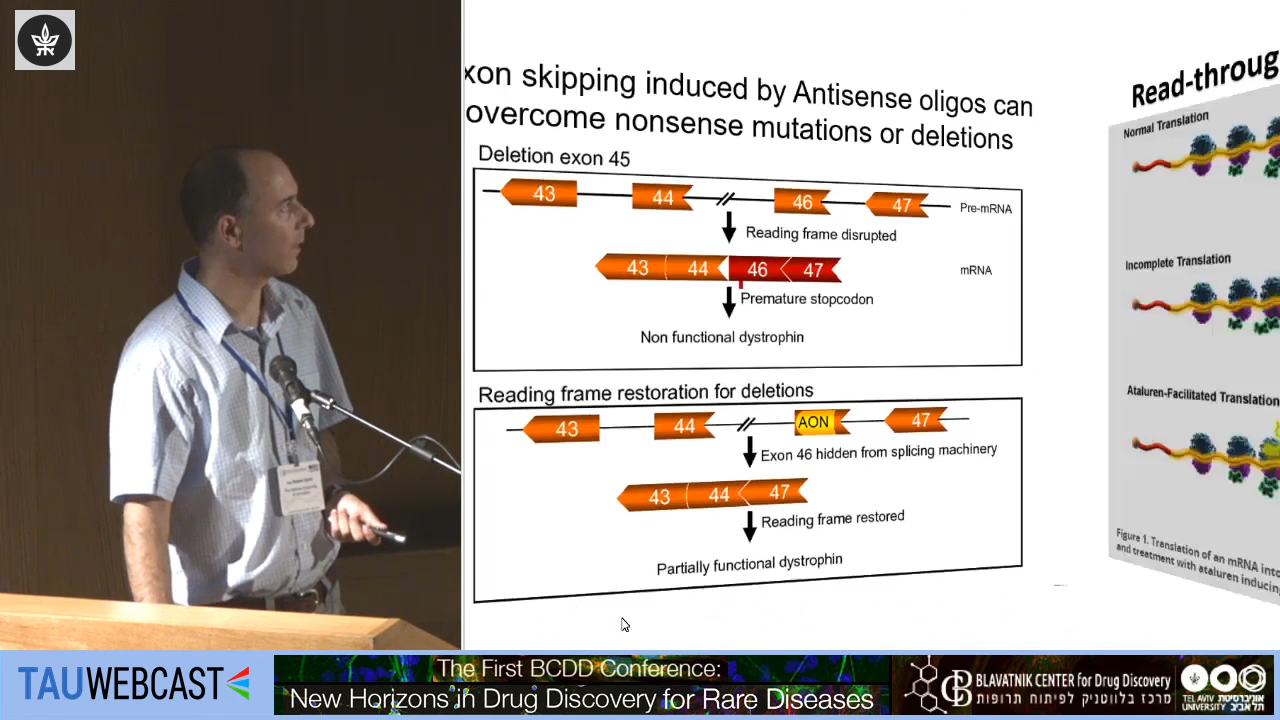 xon skipping induced by Antisense oligos can
overcome nonsense mutations or deletions
Deletion exon 45
43 44 46 47 Pre-mRNA
Reading frame disrupted
43 44 46 47 mRNA
Premature stopcodon
Non functional dystrophin
Reading frame restoration for deletions
43 44 AON 47
Exon 46 hidden from splicing machinery
43 44 47
Reading frame restored
Partially functional dystrophin
Read-throug
Normal Translation
Incomplete Translation
Ataluren-Facilitated Translation
Figure 1. Translation of an mRNA into
and treatment with ataluren inducing
TAUWEBCAST
The First BCDD Conference:
New Horizons in Drug Discovery for Rare Diseases
BLAVATNIK CENTER for Drug Discovery
מרכז בלווטניק לפיתוח תרופות
TEL AVIV אוניברסיטת
UNIVERSITY תל אביב